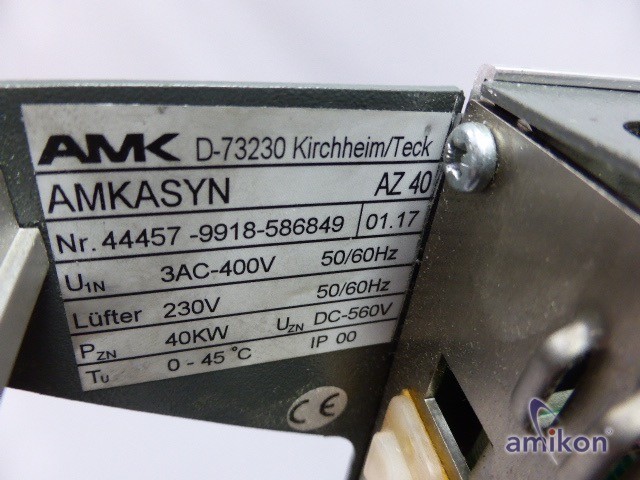 AMK D-73230 Kirchheim/Teck
AMKASYN AZ 40
Nr. 44457 -9918-586849 01.17
U1N 3AC-400V 50/60Hz
Lüfter 230V 50/60Hz
PZN 40KW UZN DC-560V
TU 0 - 45 °C IP 00
CE
amikon